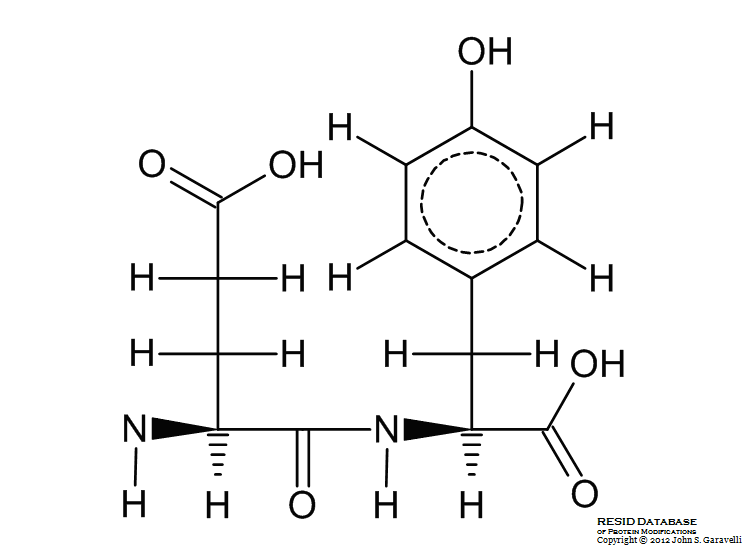 OH
H H
O OH
H H H H
H H H H OH
N N
H H O H H O
RESID DATABASE
OF PROTEIN MODIFICATIONS
Copyright © 2012 John S. Garavelli